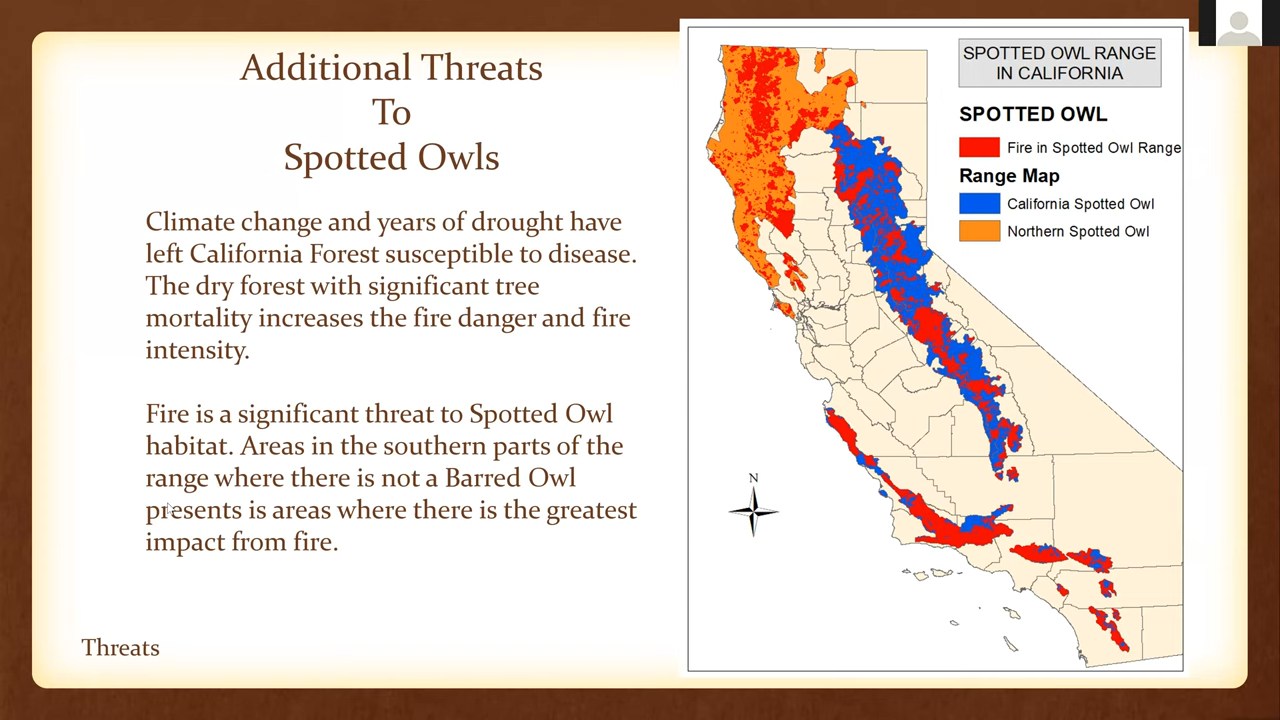 Additional Threats
To
Spotted Owls
Climate change and years of drought have
left California Forest susceptible to disease.
The dry forest with significant tree
mortality increases the fire danger and fire
intensity.
Fire is a significant threat to Spotted Owl
habitat. Areas in the southern parts of the
range where there is not a Barred Owl
presents is areas where there is the greatest
impact from fire.
Threats
SPOTTED OWL RANGE
IN CALIFORNIA
SPOTTED OWL
Fire in Spotted Owl Range
Range Map
California Spotted Owl
Northern Spotted Owl
N